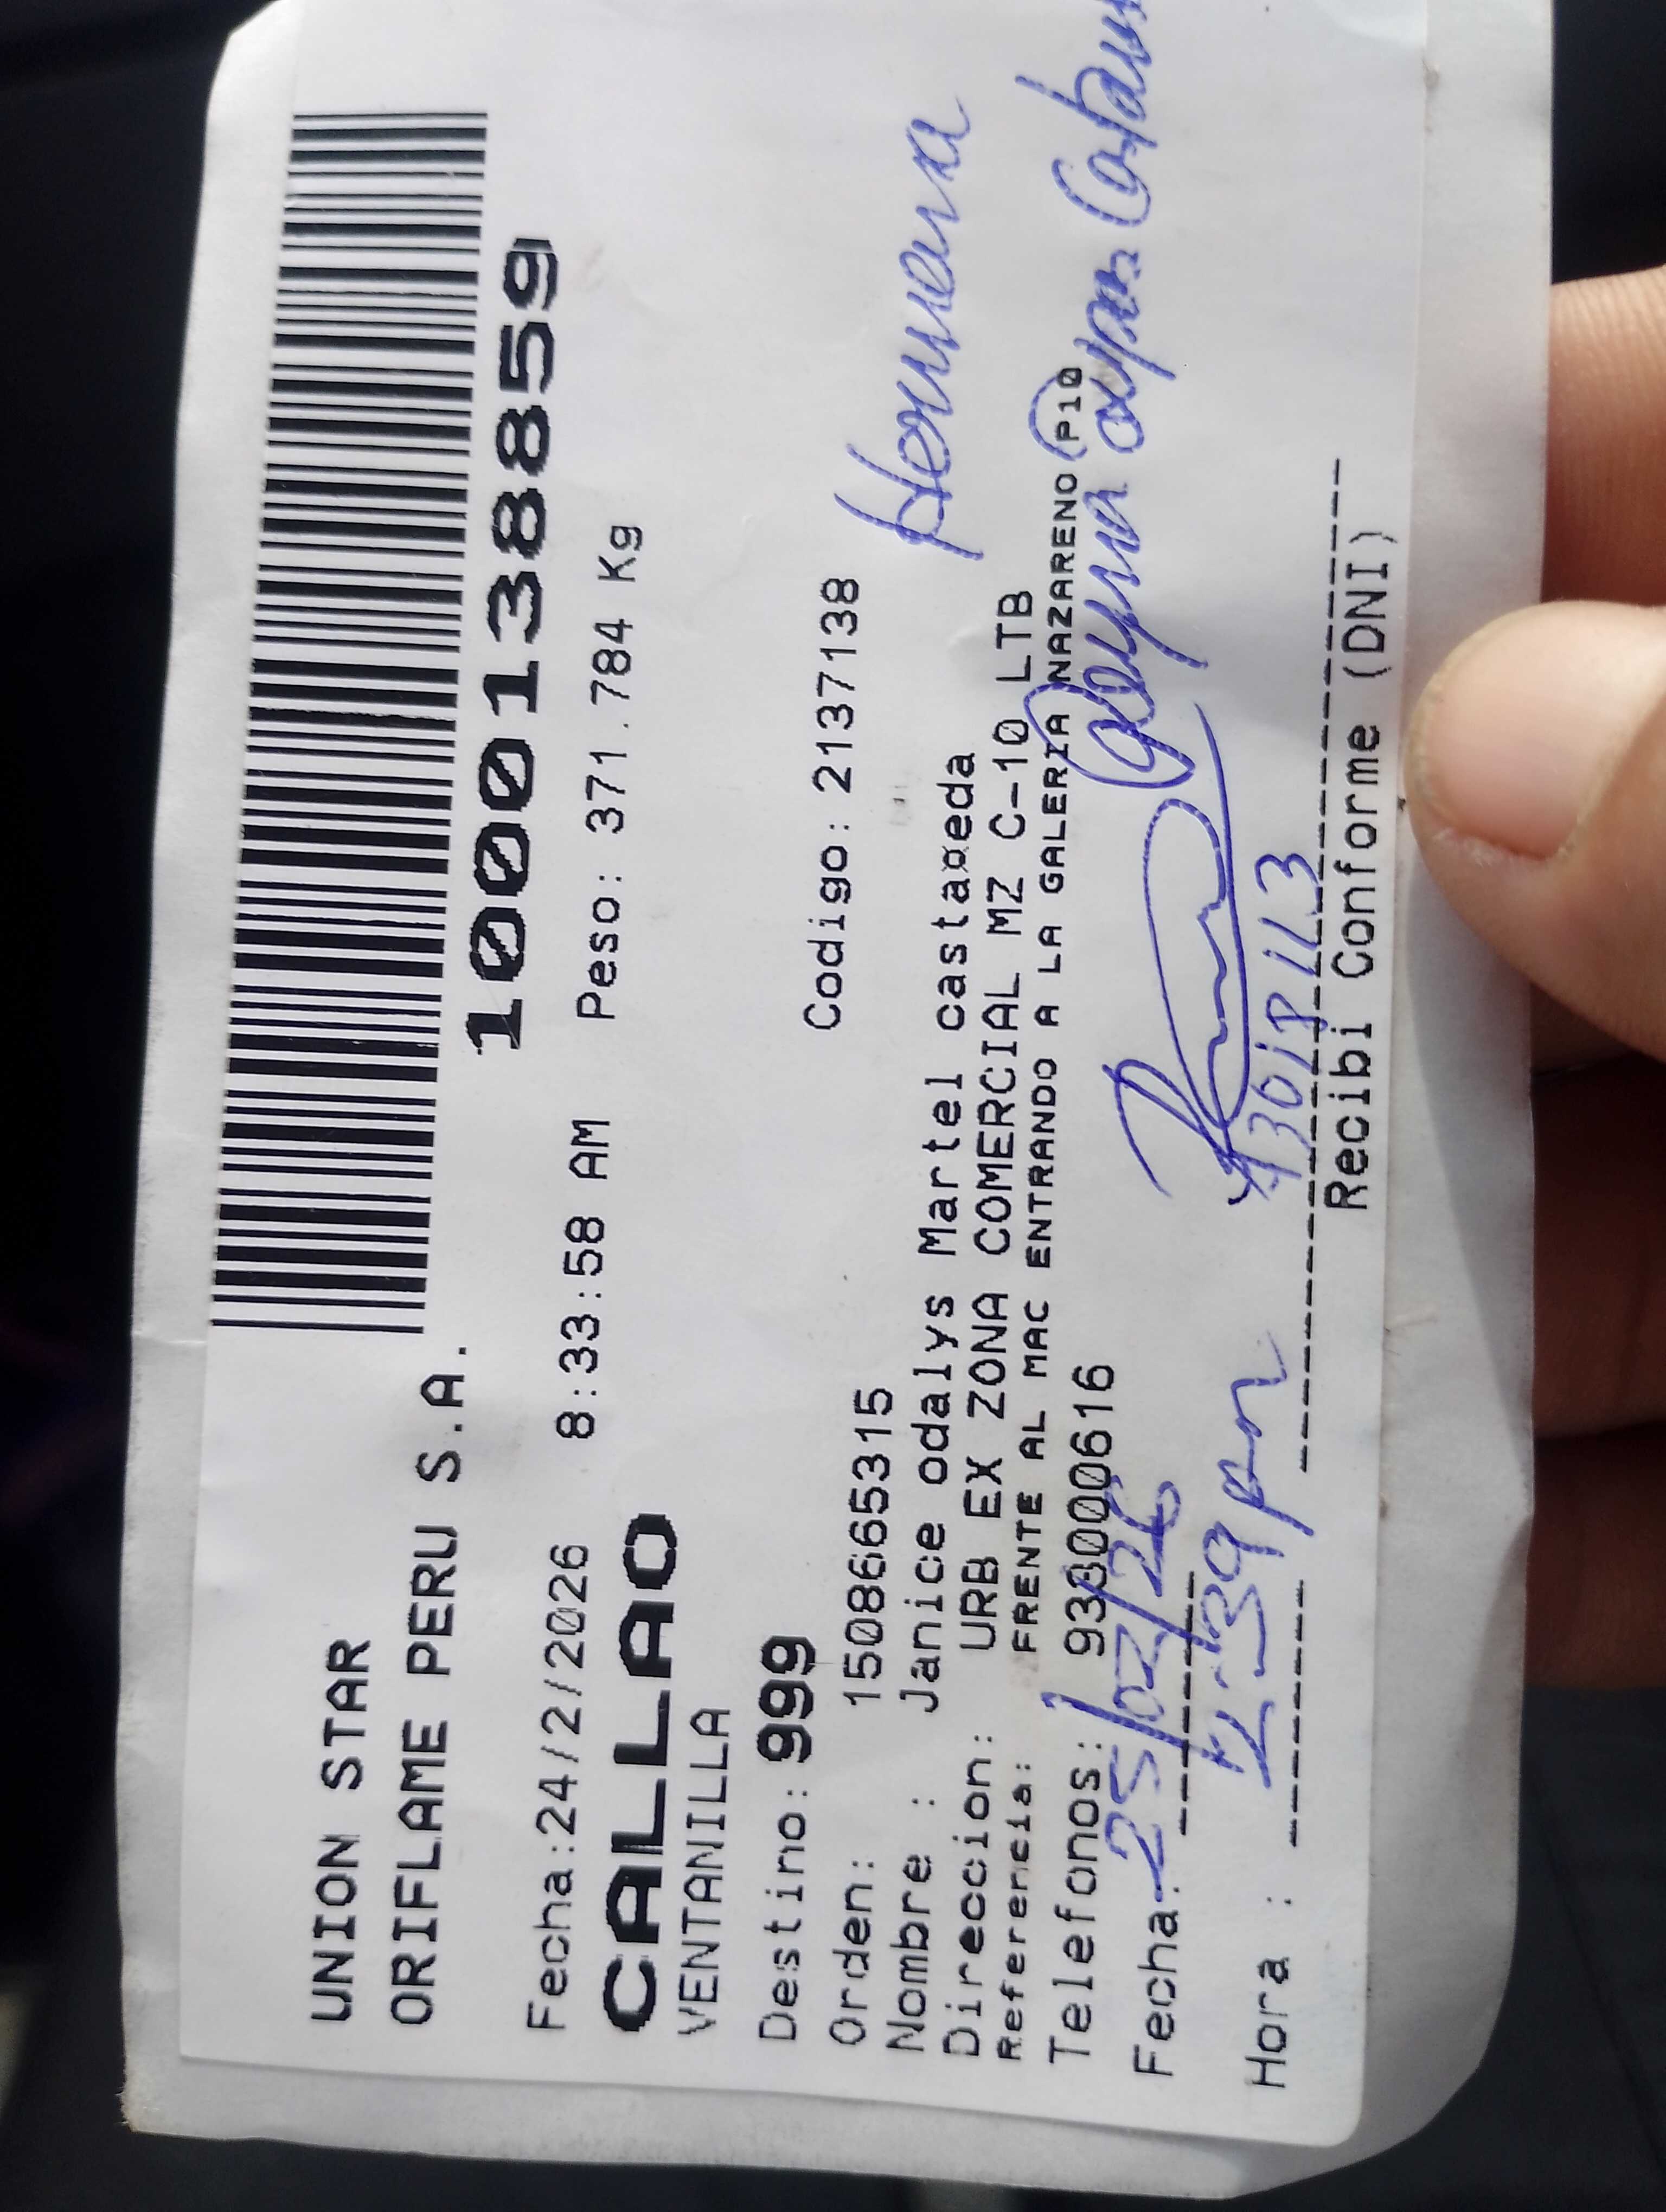 UNION STAR
ORIFLAME PERU S.A.
100138859
Fecha:24/2/2026 8:33:58 AM Peso: 371.784 Kg
CALLAO
VENTANILLA
Destino: 999 Codigo: 2137138
Orden: 1508665315
Hermana
Nombre : Janice odalys Martel castaøeda
Direccion: URB EX ZONA COMERCIAL MZ C-10 LTB
Referencia: FRENTE AL MAC ENTRANDO A LA GALERIA NAZARENO P10
Telefonos: 933000616
Fecha: 25/02/26
Hora : 12:39 pm
Recibi Conforme (DNI)